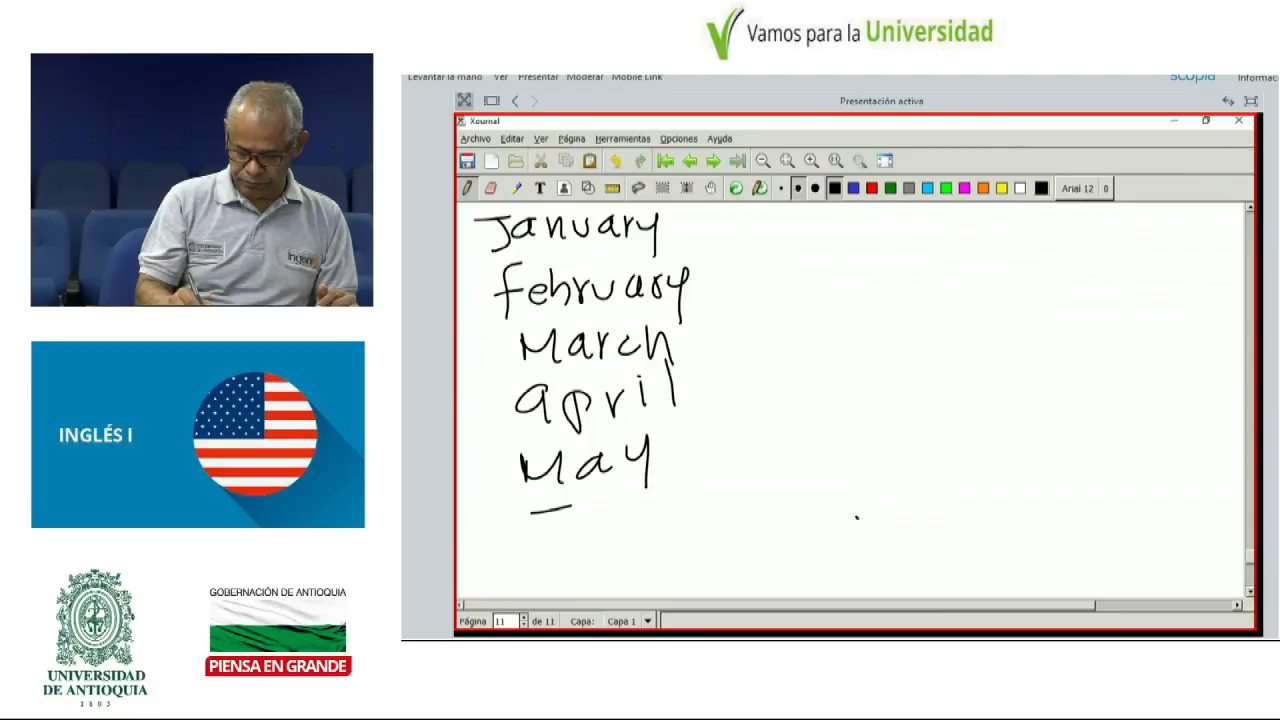 Vamos para la Universidad
Levantar la mano Ver Presentar Moderar Mobile Link
scopia
Presentación activa
Xournal
Archivo Editar Ver Página Herramientas Opciones Ayuda
T
Arial 12
January
february
March
april
May
Página 11 de 11 Capa: Capa 1
INGLÉS I
UNIVERSIDAD
DE ANTIOQUIA
1803
GOBERNACIÓN DE ANTIOQUIA
PIENSA EN GRANDE